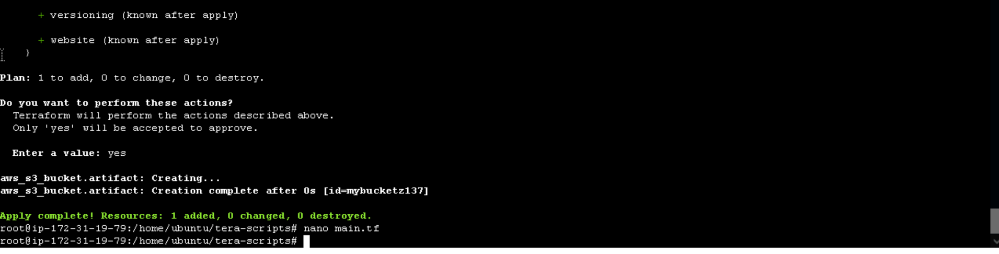 + versioning (known after apply)
+ website (known after apply)
}
Plan: 1 to add, 0 to change, 0 to destroy.
Do you want to perform these actions?
Terraform will perform the actions described above.
Only 'yes' will be accepted to approve.
Enter a value: yes
aws_s3_bucket.artifact: Creating...
aws_s3_bucket.artifact: Creation complete after 0s [id=mybucketz137]
Apply complete! Resources: 1 added, 0 changed, 0 destroyed.
root@ip-172-31-19-79:/home/ubuntu/tera-scripts# nano main.tf
root@ip-172-31-19-79:/home/ubuntu/tera-scripts#